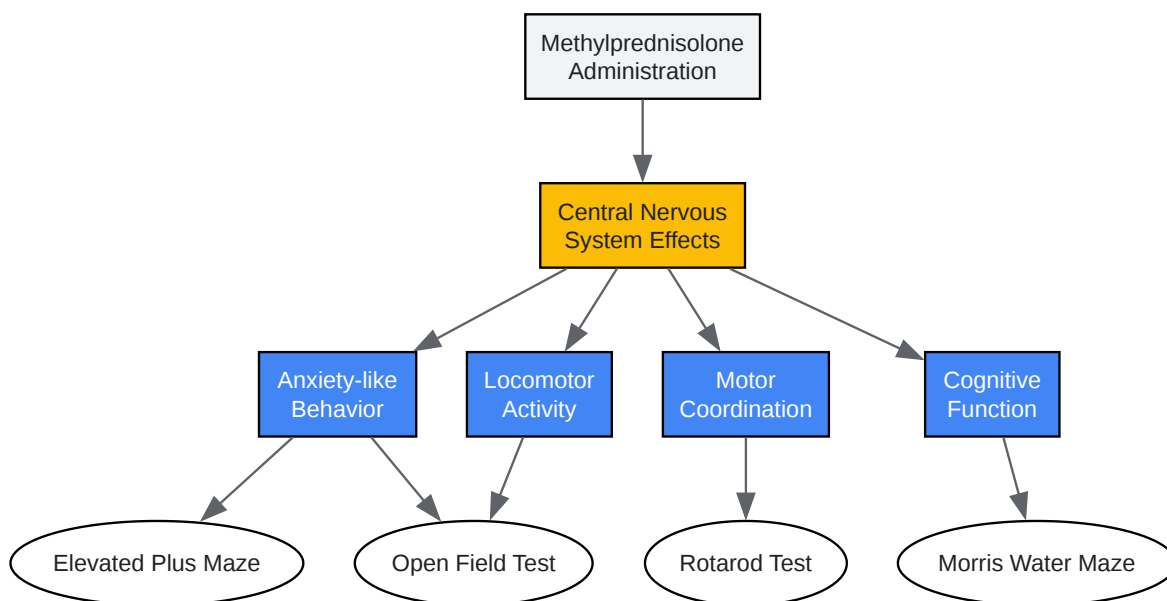 Methylprednisolone
Administration
Central Nervous
System Effects
Anxiety-like
Behavior
Locomotor
Activity
Motor
Coordination
Cognitive
Function
Elevated Plus Maze
Open Field Test
Rotarod Test
Morris Water Maze